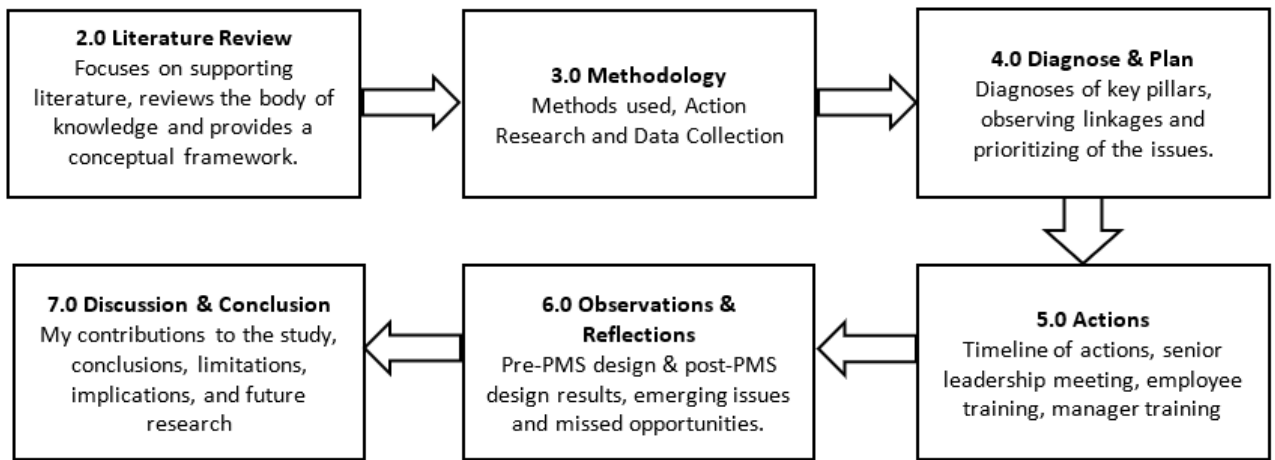 2.0 Literature Review
Focuses on supporting
literature, reviews the body of
knowledge and provides a
conceptual framework.
3.0 Methodology
Methods used, Action
Research and Data Collection
4.0 Diagnose & Plan
Diagnoses of key pillars,
observing linkages and
prioritizing of the issues.
5.0 Actions
Timeline of actions, senior
leadership meeting, employee
training, manager training
6.0 Observations &
Reflections
Pre-PMS design & post-PMS
design results, emerging issues
and missed opportunities.
7.0 Discussion & Conclusion
My contributions to the study,
conclusions, limitations,
implications, and future
research